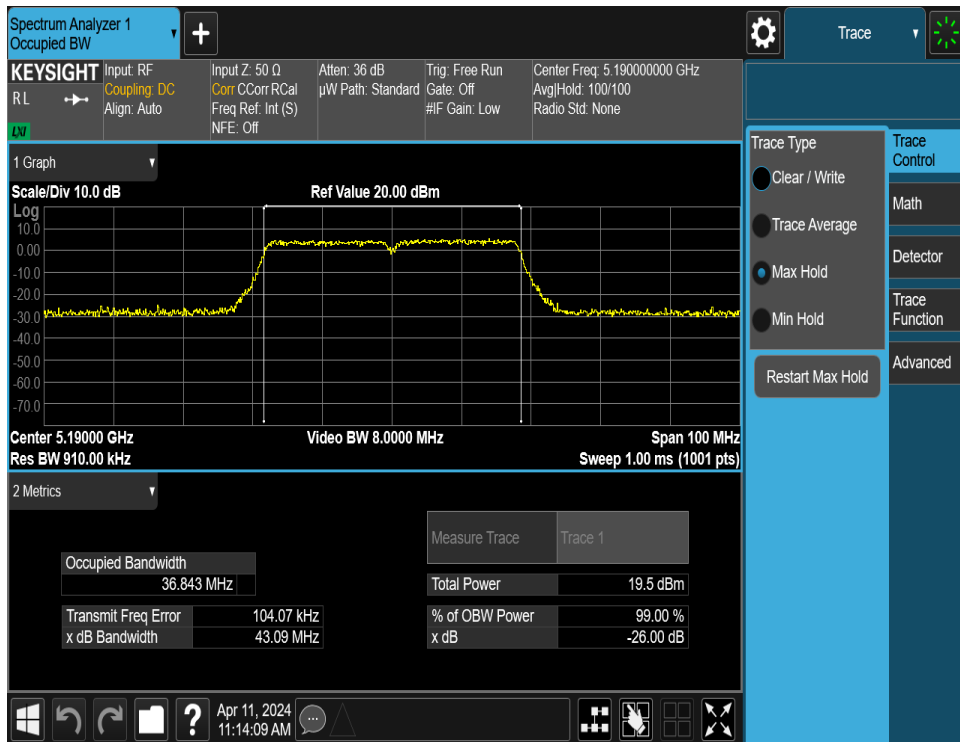 Spectrum Analyzer 1
Occupied BW
+
Trace
KEYSIGHT
RL
LXI
Input: RF
Coupling: DC
Align: Auto
Input Z: 50 Ω
Corr CCorr RCal
Freq Ref: Int (S)
NFE: Off
Atten: 36 dB
µW Path: Standard
Trig: Free Run
Gate: Off
#IF Gain: Low
Center Freq: 5.190000000 GHz
Avg|Hold: 100/100
Radio Std: None
1 Graph
Scale/Div 10.0 dB
Ref Value 20.00 dBm
Log
10.0
0.00
-10.0
-20.0
-30.0
-40.0
-50.0
-60.0
-70.0
Center 5.19000 GHz
Video BW 8.0000 MHz
Span 100 MHz
Res BW 910.00 kHz
Sweep 1.00 ms (1001 pts)
2 Metrics
Measure Trace
Trace 1
Occupied Bandwidth
36.843 MHz
Total Power
19.5 dBm
Transmit Freq Error
104.07 kHz
% of OBW Power
99.00 %
x dB Bandwidth
43.09 MHz
x dB
-26.00 dB
Trace Type
Clear / Write
Trace Average
Max Hold
Min Hold
Restart Max Hold
Trace
Control
Math
Detector
Trace
Function
Advanced
?
Apr 11, 2024
11:14:09 AM